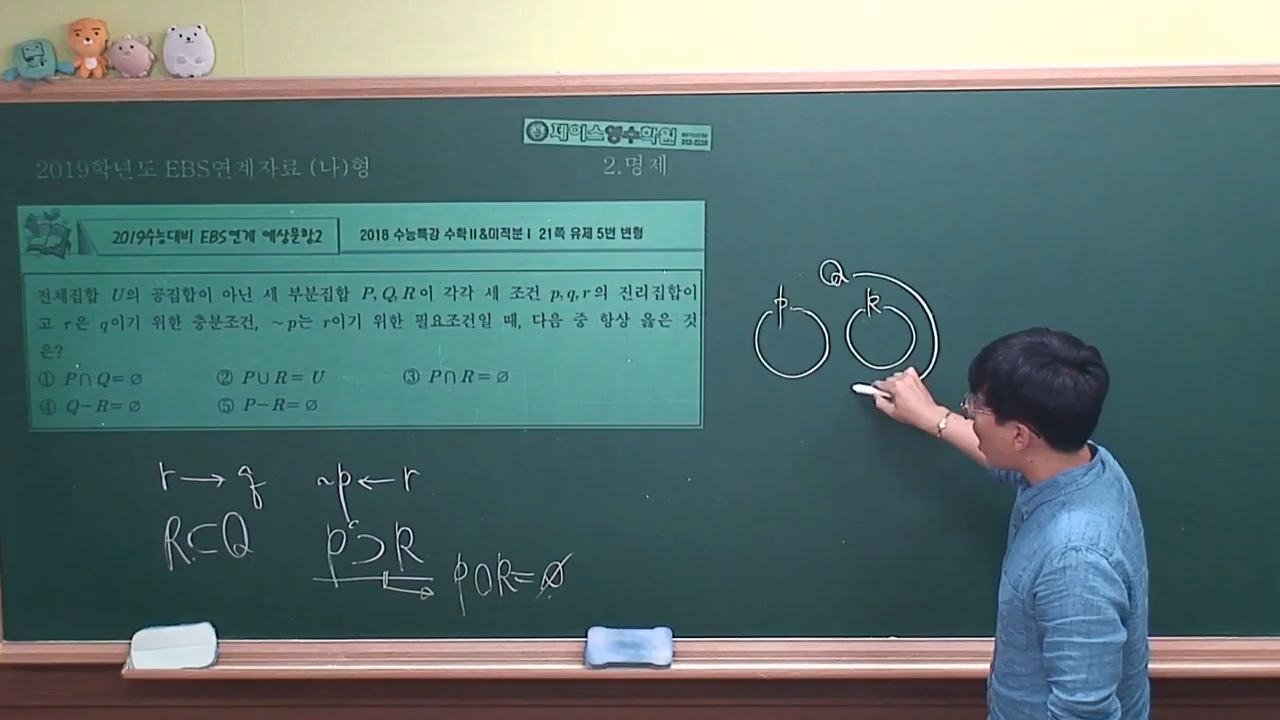 제이스영수학원
2019학년도 EBS연계자료 (나)형
2.명제
2019수능대비 EBS연계 예상문항2
2018 수능특강 수학Ⅱ&미적분Ⅰ 21쪽 유제 5번 변형
전체집합 U의 공집합이 아닌 세 부분집합 P, Q, R이 각각 세 조건 p, q, r의 진리집합이
고 r은 q이기 위한 충분조건, ~p는 r이기 위한 필요조건일 때, 다음 중 항상 옳은 것
은?
① P∩Q=∅ ② P∪R=U ③ P∩R=∅
④ Q-R=∅ ⑤ P-R=∅
r→q ~p←r
R⊂Q P^c⊃R
P∩R=∅
Q
P R